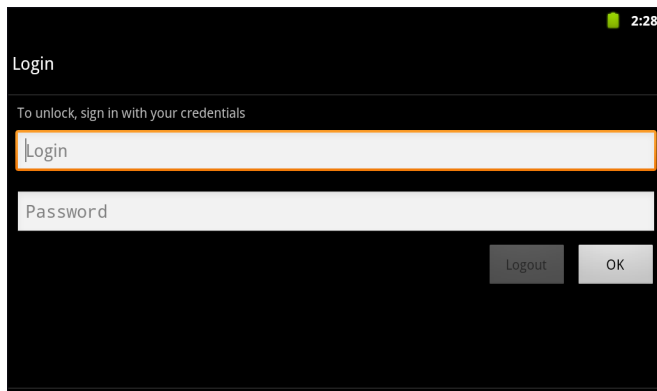 2:28
Login
To unlock, sign in with your credentials
Login
Password
Logout OK